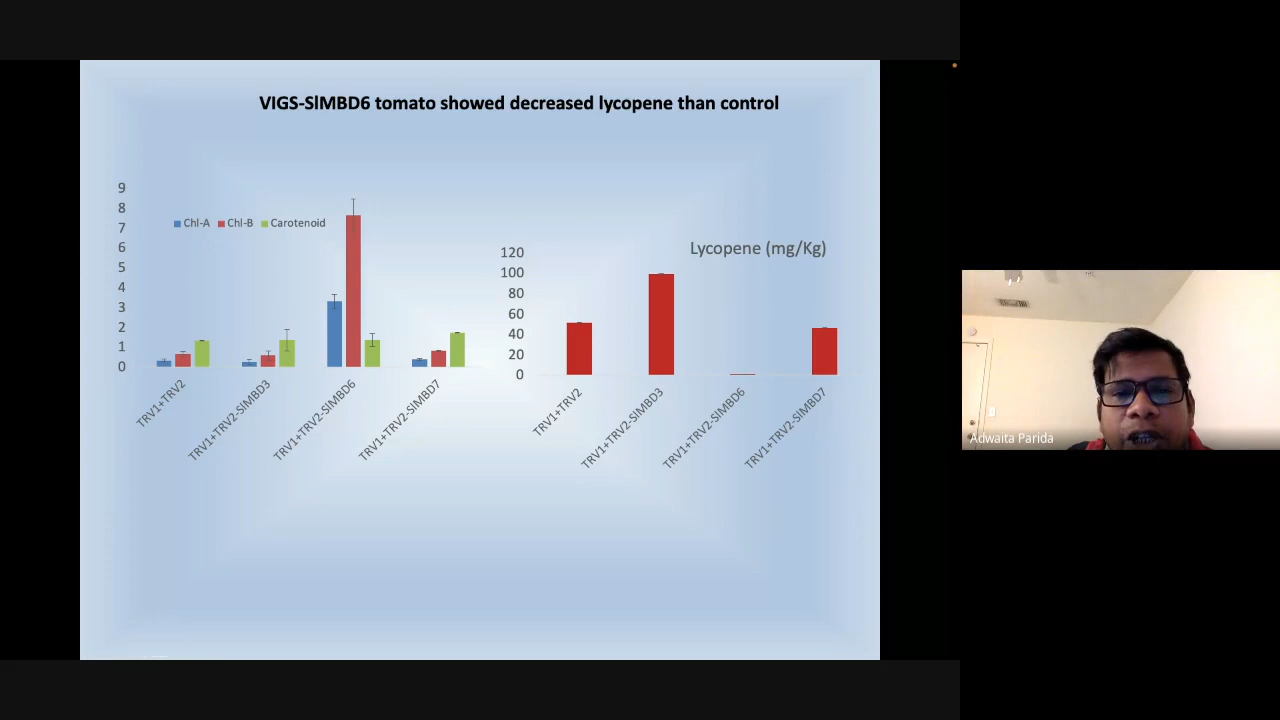 VIGS-SlMBD6 tomato showed decreased lycopene than control
9
8
7
6
5
4
3
2
1
0
Chl-A Chl-B Carotenoid
TRV1+TRV2
TRV1+TRV2-SlMBD3
TRV1+TRV2-SlMBD6
TRV1+TRV2-SlMBD7
Lycopene (mg/Kg)
120
100
80
60
40
20
0
TRV1+TRV2
TRV1+TRV2-SlMBD3
TRV1+TRV2-SlMBD6
TRV1+TRV2-SlMBD7
Adwaita Parida